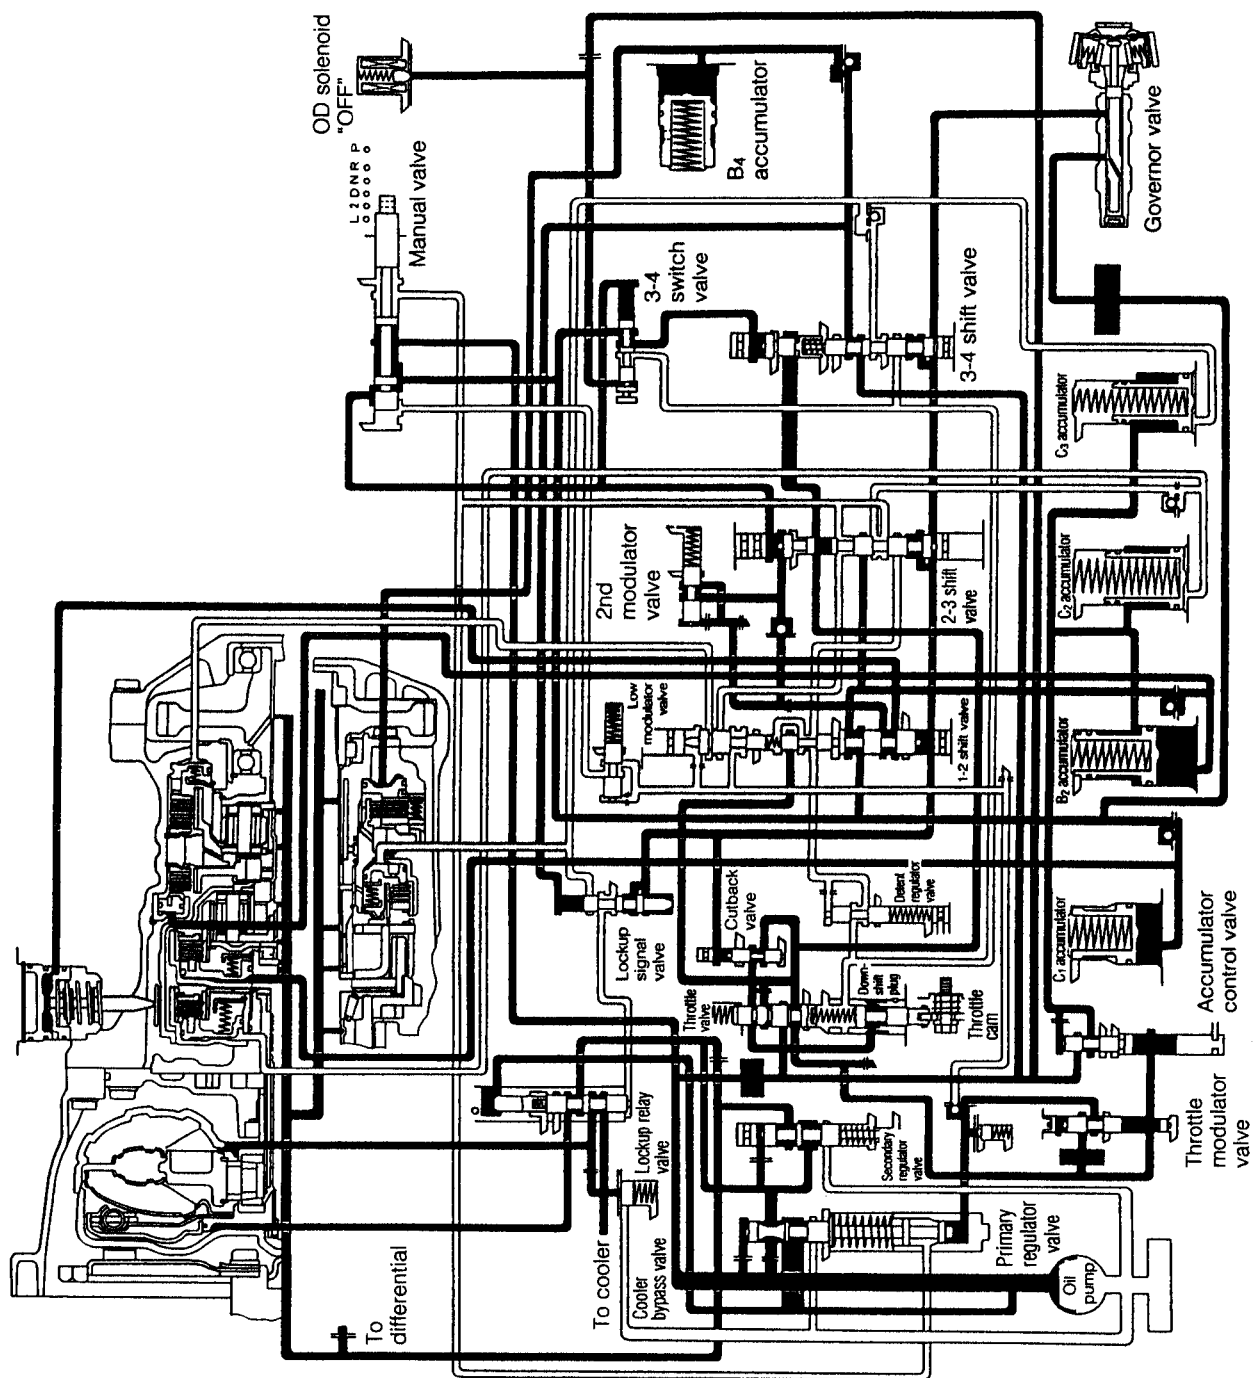 OD solenoid
"OFF"
L 2 D N R P
Manual valve
B4
accumulator
Governor valve
3-4
switch
valve
3-4 shift valve
C3 accumulator
2nd
modulator
valve
2-3 shift
valve
C2 accumulator
Low
modulator
valve
1-2 shift valve
B2 accumulator
Lockup
signal
valve
Cutback
valve
Detent
regulator
valve
C1 accumulator
Throttle
valve
Down-
shift
plug
Throttle
cam
Accumulator
control valve
Lockup relay
valve
Secondary
regulator
valve
Throttle
modulator
valve
To cooler
Cooler
bypass valve
Primary
regulator
valve
Oil
pump
To
differential